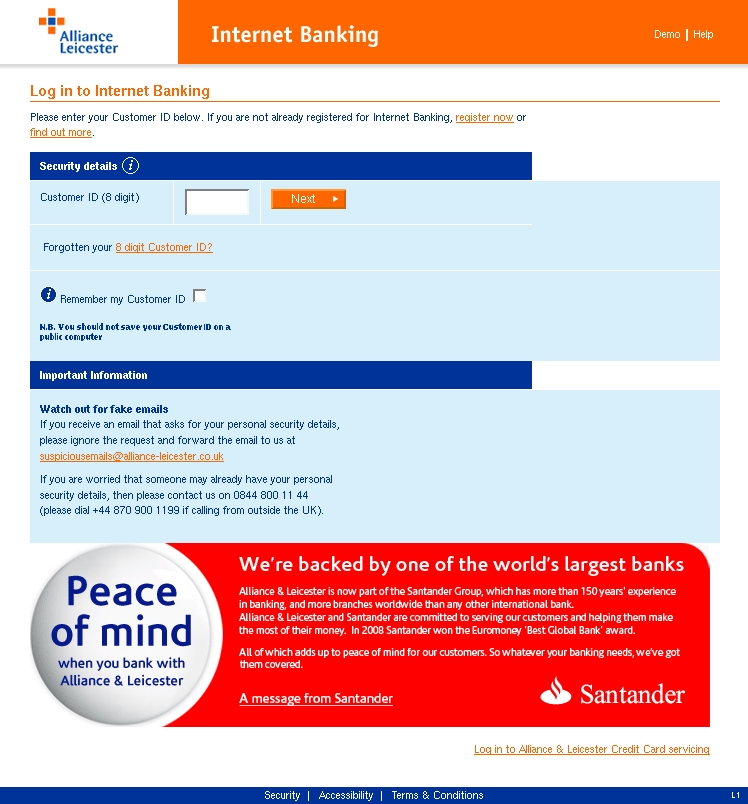 Alliance
Leicester
Internet Banking
Demo | Help
Log in to Internet Banking
Please enter your Customer ID below. If you are not already registered for Internet Banking, register now or
find out more.
Security details i
Customer ID (8 digit)
Next
Forgotten your 8 digit Customer ID?
i Remember my Customer ID
N.B. You should not save your Customer ID on a
public computer
Important Information
Watch out for fake emails
If you receive an email that asks for your personal security details,
please ignore the request and forward the email to us at
suspiciousemails@alliance-leicester.co.uk
If you are worried that someone may already have your personal
security details, then please contact us on 0844 800 11 44
(please dial +44 870 900 1199 if calling from outside the UK).
Peace
of mind
when you bank with
Alliance & Leicester
We're backed by one of the world's largest banks
Alliance & Leicester is now part of the Santander Group, which has more than 150 years' experience
in banking, and more branches worldwide than any other international bank.
Alliance & Leicester and Santander are committed to serving our customers and helping them make
the most of their money. In 2008 Santander won the Euromoney 'Best Global Bank' award.
All of which adds up to peace of mind for our customers. So whatever your banking needs, we've got
them covered.
A message from Santander
Santander
Log in to Alliance & Leicester Credit Card servicing
Security | Accessibility | Terms & Conditions
L1